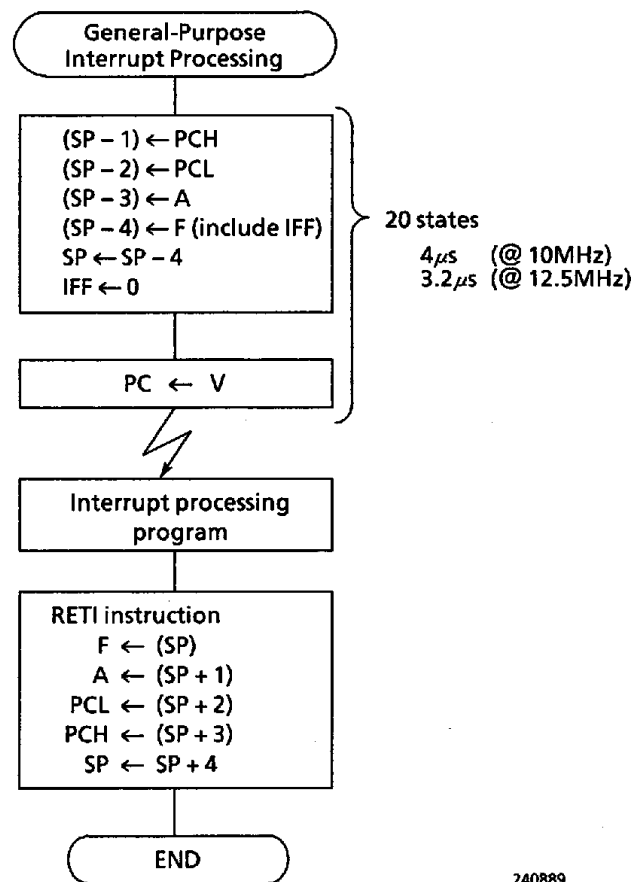 General-Purpose
Interrupt Processing
(SP – 1) ← PCH
(SP – 2) ← PCL
(SP – 3) ← A
(SP – 4) ← F (include IFF)
SP ← SP – 4
IFF ← 0
20 states
4μs (@ 10MHz)
3.2μs (@ 12.5MHz)
PC ← V
Interrupt processing
program
RETI instruction
F ← (SP)
A ← (SP + 1)
PCL ← (SP + 2)
PCH ← (SP + 3)
SP ← SP + 4
END
240889